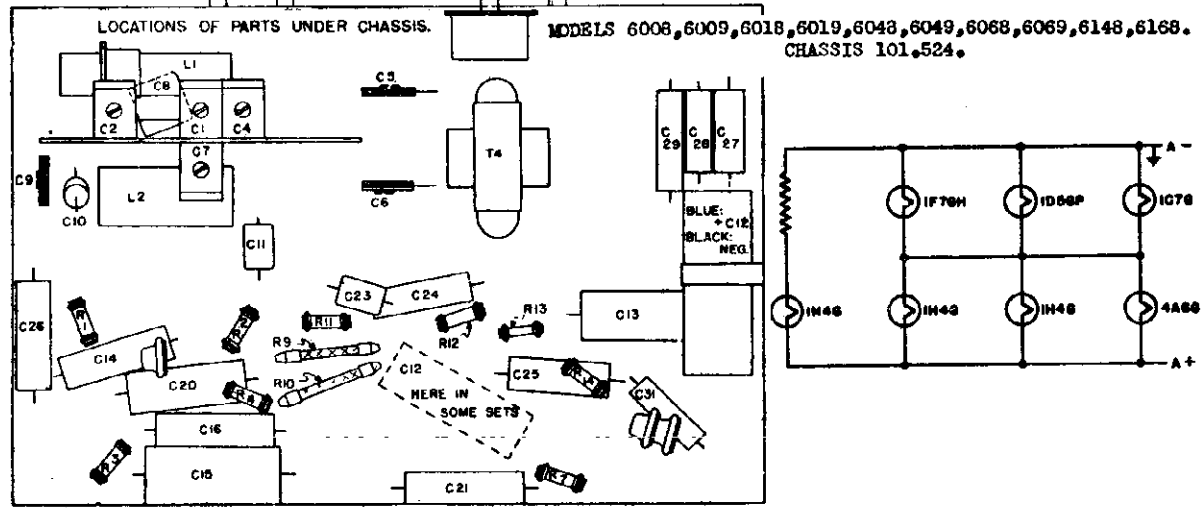 LOCATIONS OF PARTS UNDER CHASSIS.
MODELS 6008,6009,6018,6019,6048,6049,6068,6069,6148,6168.
CHASSIS 101.524.
L1
C8
C2
C1
C4
C7
C5
T4
C29
C28
C27
C9
C10
L2
C6
C11
BLUE:
+ C12
BLACK:
NEG.
C26
R1
R2
C14
C23
C24
R11
R9
R10
R12
R13
C13
C20
R4
C12
HERE IN
SOME SETS
C25
C31
C16
R3
C15
C21
R7
A-
1F7GH
1D5GP
1C7G
1H4G
1H4G
1H4G
4A6G
A+